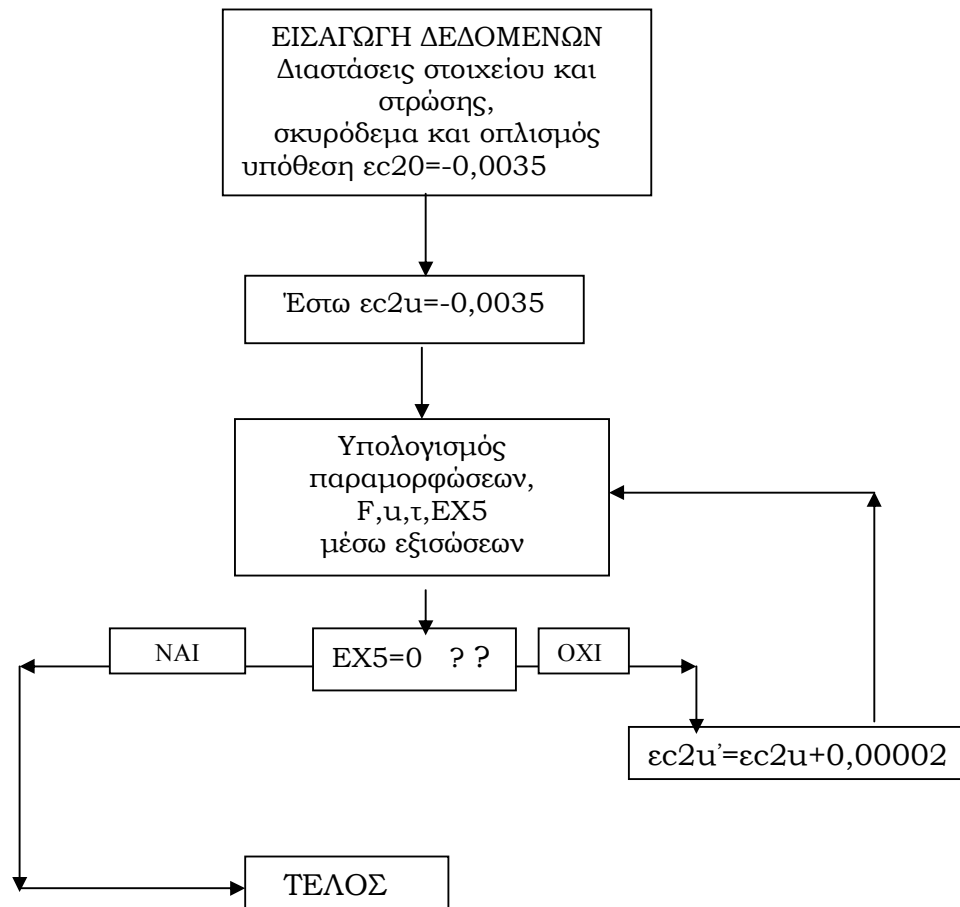 ΕΙΣΑΓΩΓΗ ΔΕΔΟΜΕΝΩΝ
Διαστάσεις στοιχείου και
στρώσης,
σκυρόδεμα και οπλισμός
υπόθεση εc20=-0,0035
Έστω εc2u=-0,0035
Υπολογισμός
παραμορφώσεων,
F,u,τ,EX5
μέσω εξισώσεων
ΝΑΙ
EX5=0 ? ?
ΟΧΙ
εc2u’=εc2u+0,00002
ΤΕΛΟΣ